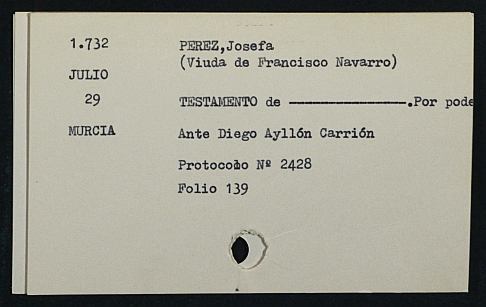 1.732
PEREZ,Josefa
(Viuda de Francisco Navarro)
JULIO
29
TESTAMENTO de ————————.Por pode
MURCIA
Ante Diego Ayllón Carrión
Protocolo Nº 2428
Folio 139